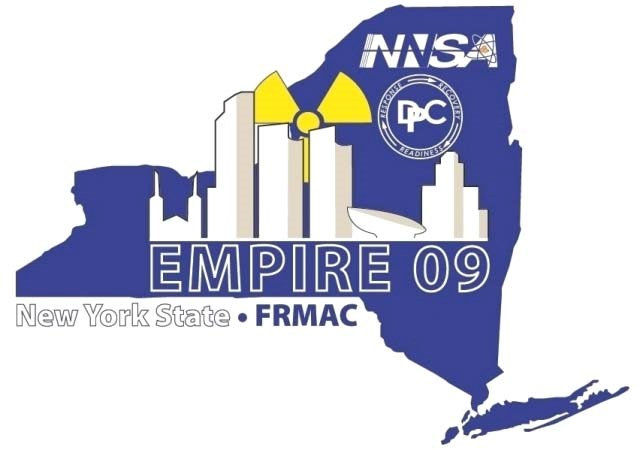 NNSA
RESPONSE
RECOVERY
DPC
READINESS
EMPIRE 09
New York State • FRMAC